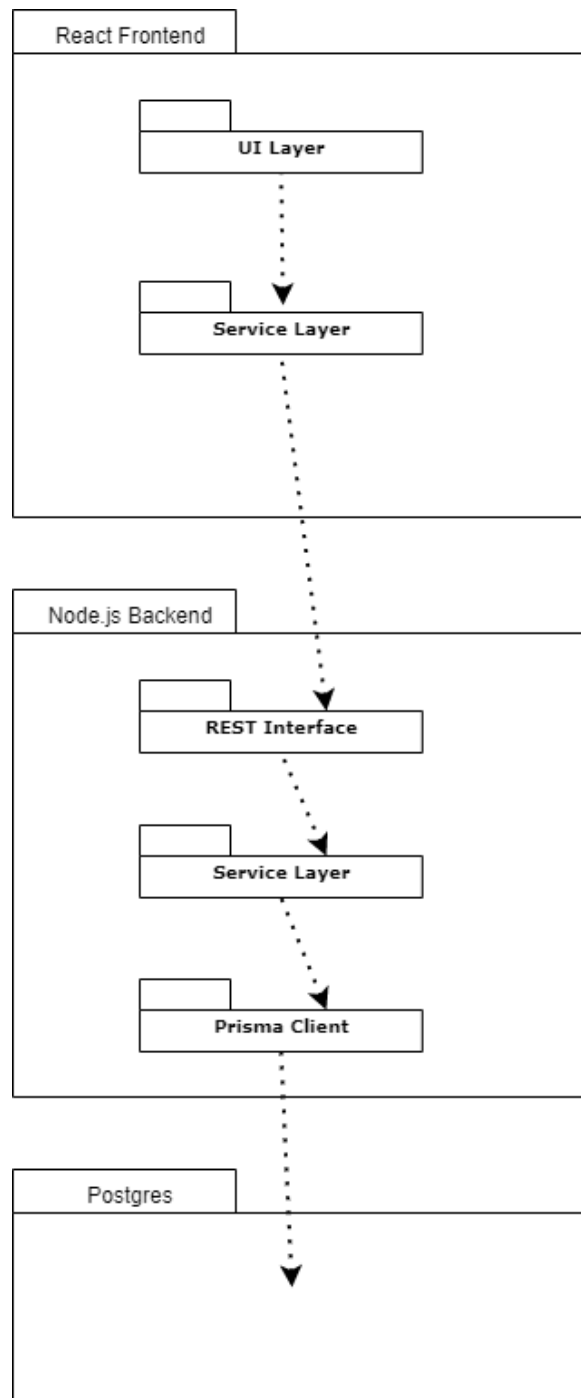 React Frontend
UI Layer
Service Layer
Node.js Backend
REST Interface
Service Layer
Prisma Client
Postgres